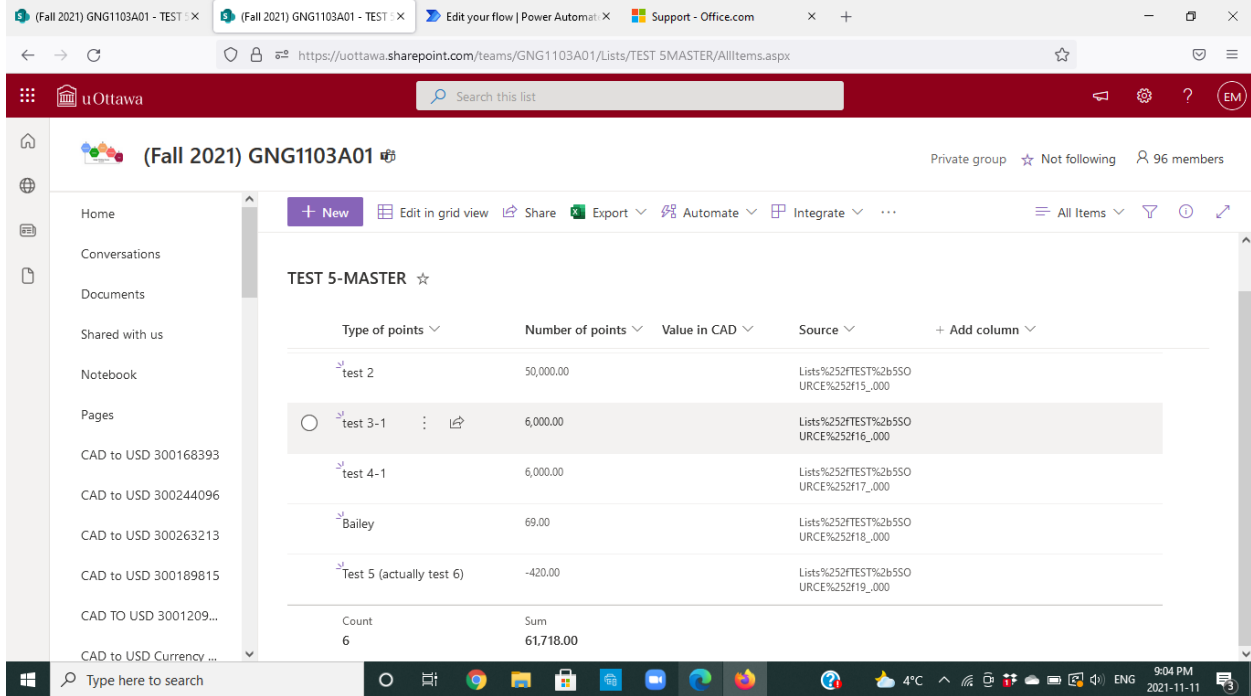 (Fall 2021) GNG1103A01 - TEST 5
(Fall 2021) GNG1103A01 - TEST 5
Edit your flow | Power Automat
Support - Office.com
https://uottawa.sharepoint.com/teams/GNG1103A01/Lists/TEST 5MASTER/AllItems.aspx
uOttawa
Search this list
EM
(Fall 2021) GNG1103A01
Private group
Not following
96 members
Home
Conversations
Documents
Shared with us
Notebook
Pages
CAD to USD 300168393
CAD to USD 300244096
CAD to USD 300263213
CAD to USD 300189815
CAD TO USD 3001209...
CAD to USD Currency ...
+ New
Edit in grid view
Share
Export
Automate
Integrate
...
All Items
TEST 5-MASTER
Type of points
Number of points
Value in CAD
Source
+ Add column
test 2
50,000.00
Lists%252fTEST%2b5SO
URCE%252f15_.000
test 3-1
6,000.00
Lists%252fTEST%2b5SO
URCE%252f16_.000
test 4-1
6,000.00
Lists%252fTEST%2b5SO
URCE%252f17_.000
Bailey
69.00
Lists%252fTEST%2b5SO
URCE%252f18_.000
Test 5 (actually test 6)
-420.00
Lists%252fTEST%2b5SO
URCE%252f19_.000
Count
6
Sum
61,718.00
Type here to search
4°C
ENG
9:04 PM
2021-11-11
3